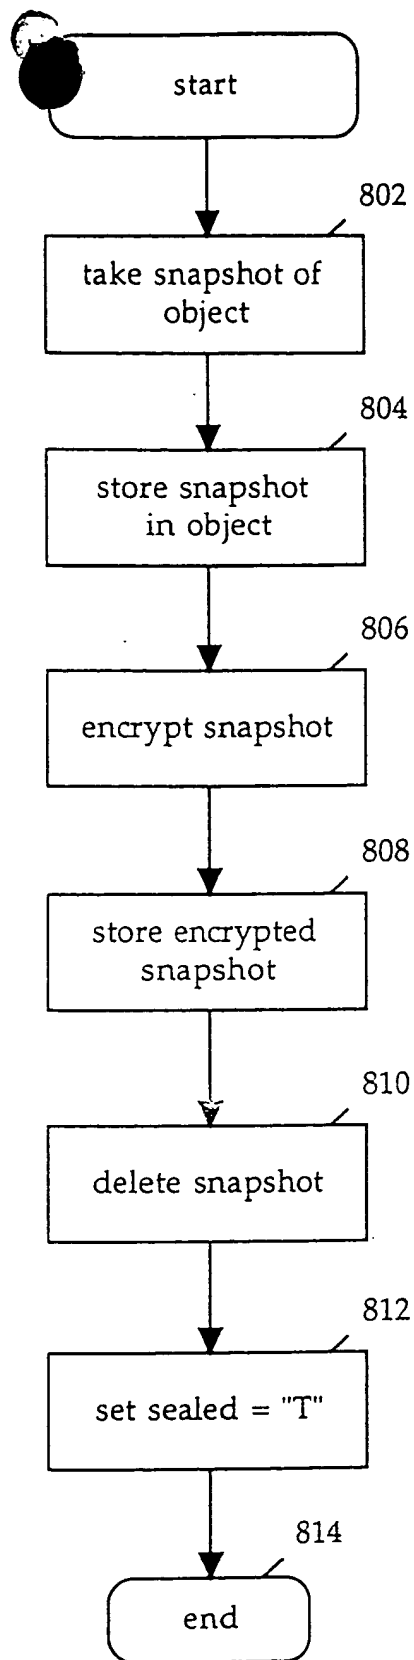 start
802
take snapshot of
object
804
store snapshot
in object
806
encrypt snapshot
808
store encrypted
snapshot
810
delete snapshot
812
set sealed = "T"
814
end